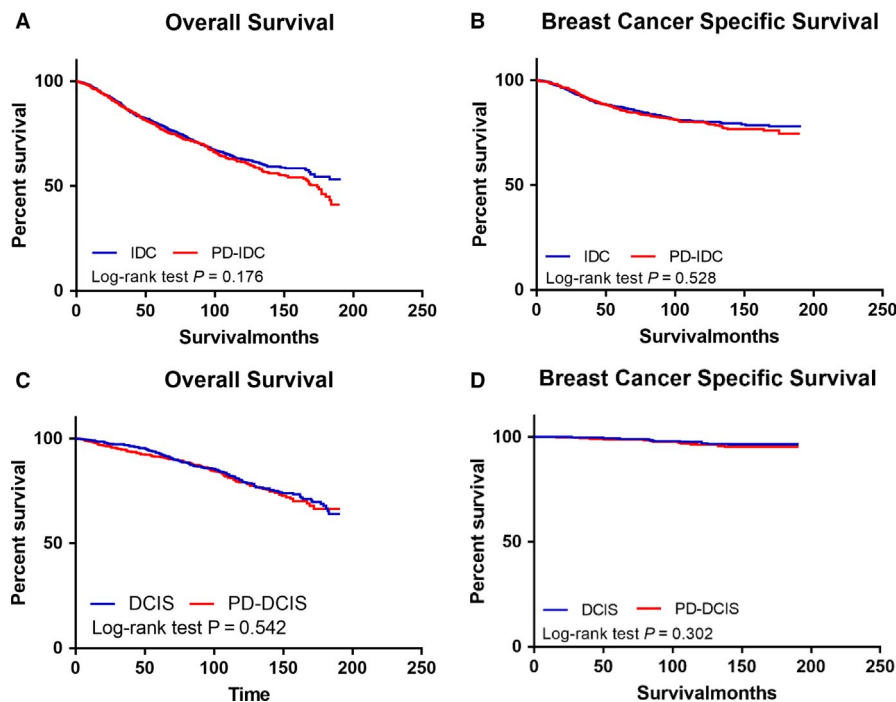 A Overall Survival
Percent survival
100
50
0
IDC PD-IDC
Log-rank test P = 0.176
0 50 100 150 200 250
Survivalmonths
B Breast Cancer Specific Survival
Percent survival
100
50
0
IDC PD-IDC
Log-rank test P = 0.528
0 50 100 150 200 250
Survivalmonths
C Overall Survival
Percent survival
100
50
0
DCIS PD-DCIS
Log-rank test P = 0.542
0 50 100 150 200 250
Time
D Breast Cancer Specific Survival
Percent survival
100
50
0
DCIS PD-DCIS
Log-rank test P = 0.302
0 50 100 150 200 250
Survivalmonths